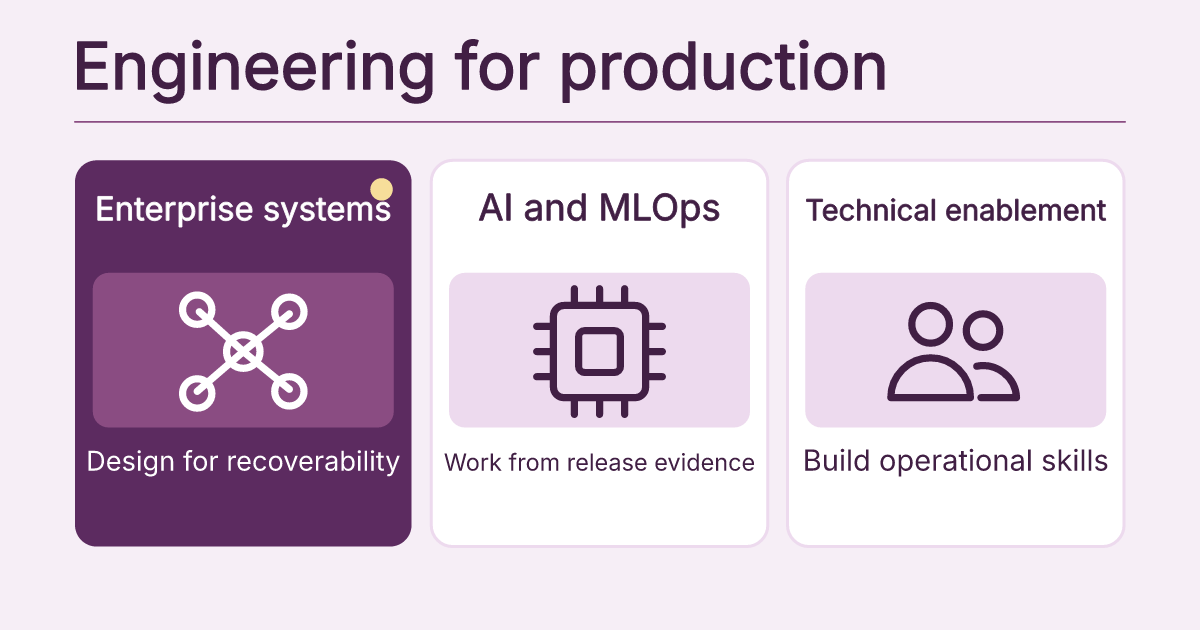 Engineering for production
Enterprise systems
AI and MLOps
Technical enablement
Design for recoverability
Work from release evidence
Build operational skills